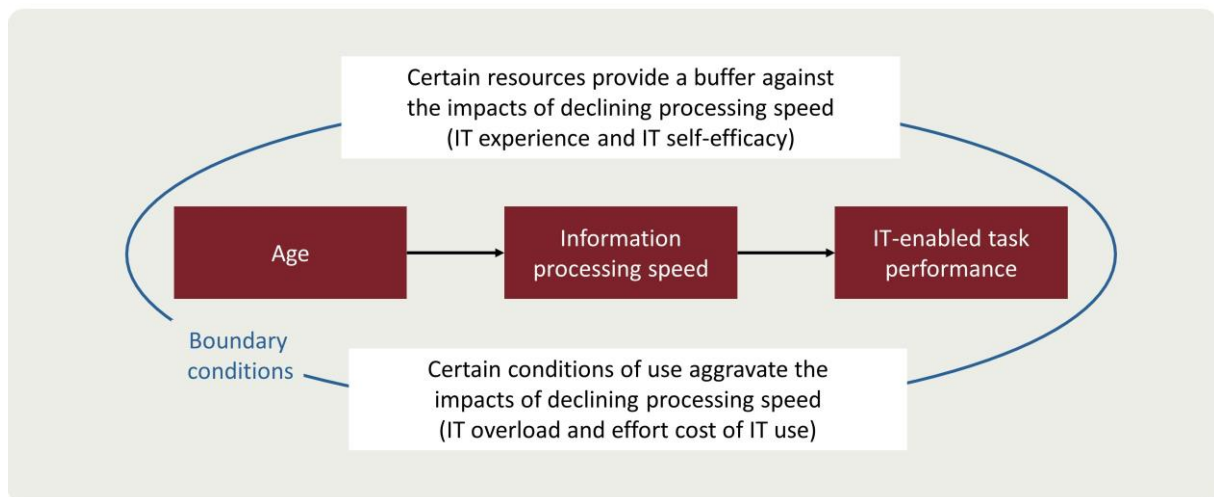 Certain resources provide a buffer against
the impacts of declining processing speed
(IT experience and IT self-efficacy)
Age
Information
processing speed
IT-enabled task
performance
Boundary
conditions
Certain conditions of use aggravate the
impacts of declining processing speed
(IT overload and effort cost of IT use)